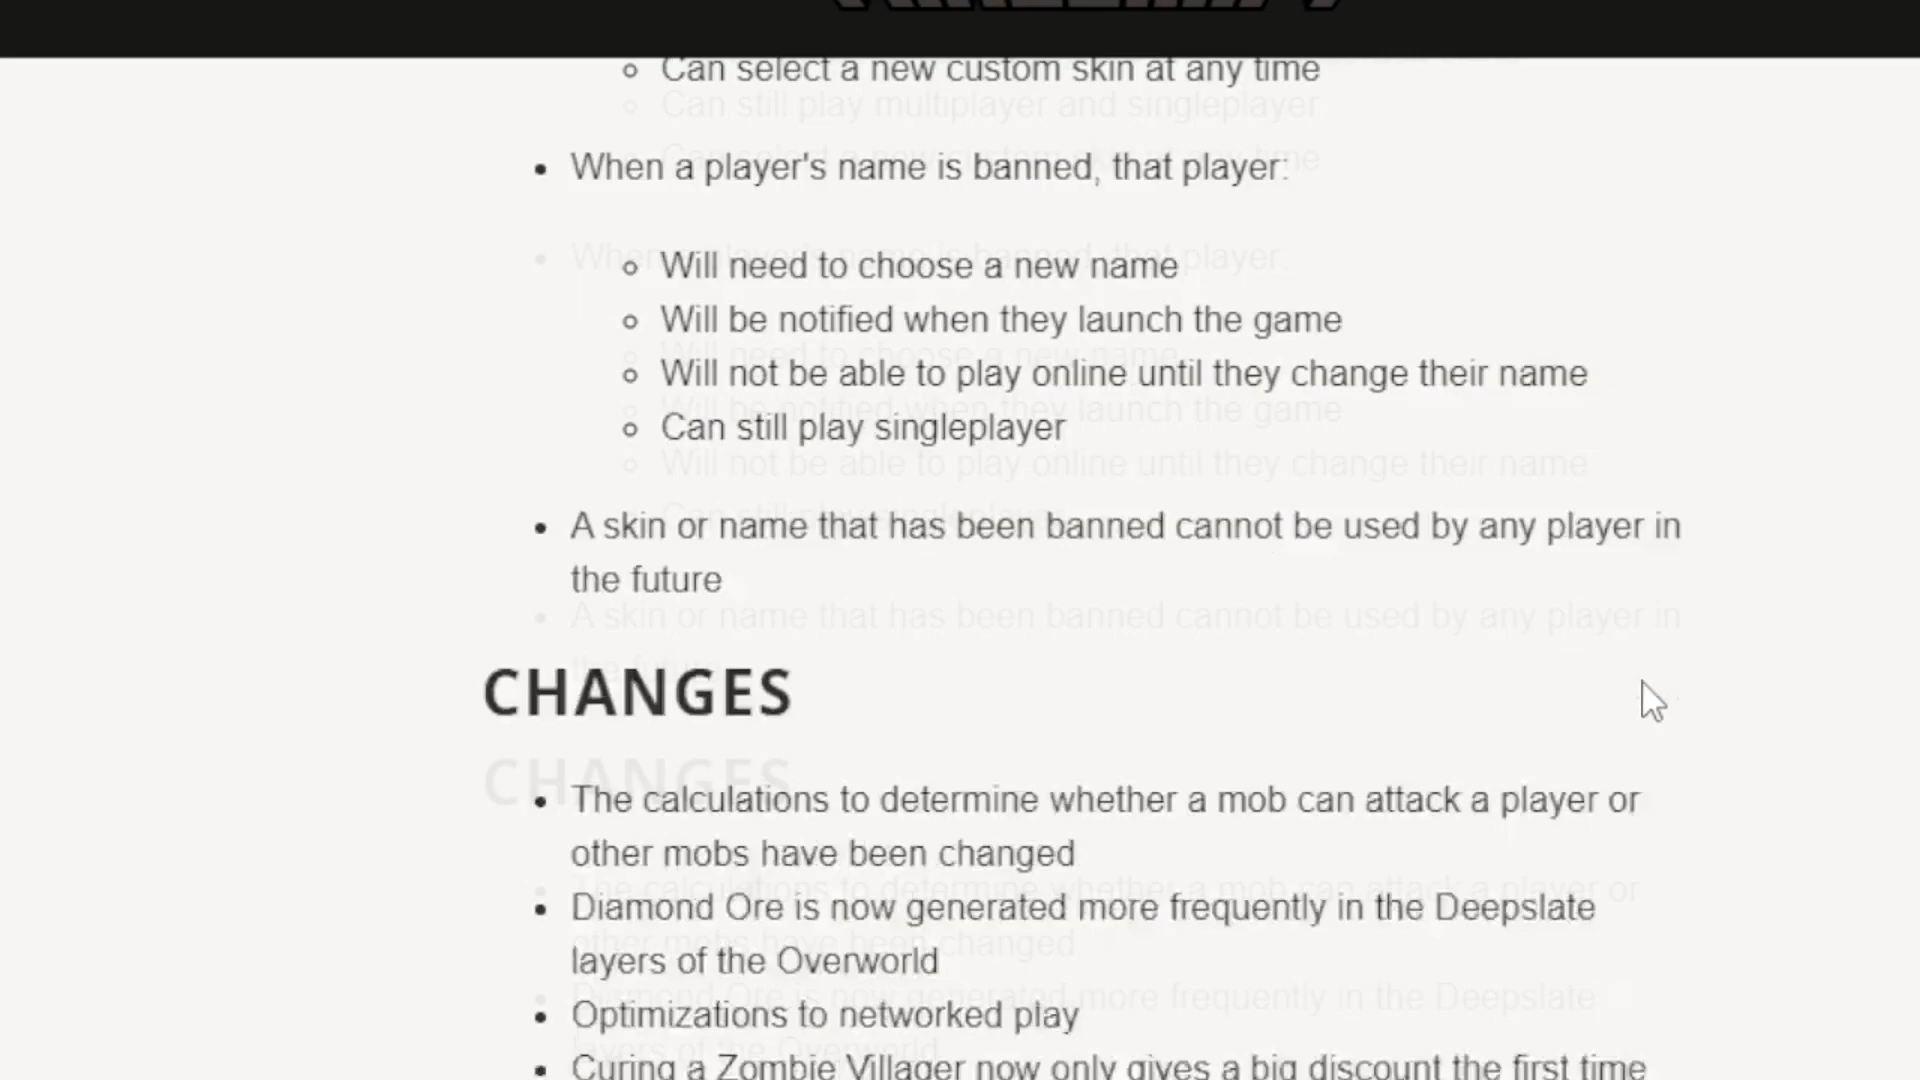 Can select a new custom skin at any time
When a player's name is banned, that player:
Will need to choose a new name
Will be notified when they launch the game
Will not be able to play online until they change their name
Can still play singleplayer
A skin or name that has been banned cannot be used by any player in
the future
CHANGES
The calculations to determine whether a mob can attack a player or
other mobs have been changed
Diamond Ore is now generated more frequently in the Deepslate
layers of the Overworld
Optimizations to networked play
Curing a Zombie Villager now only gives a big discount the first time